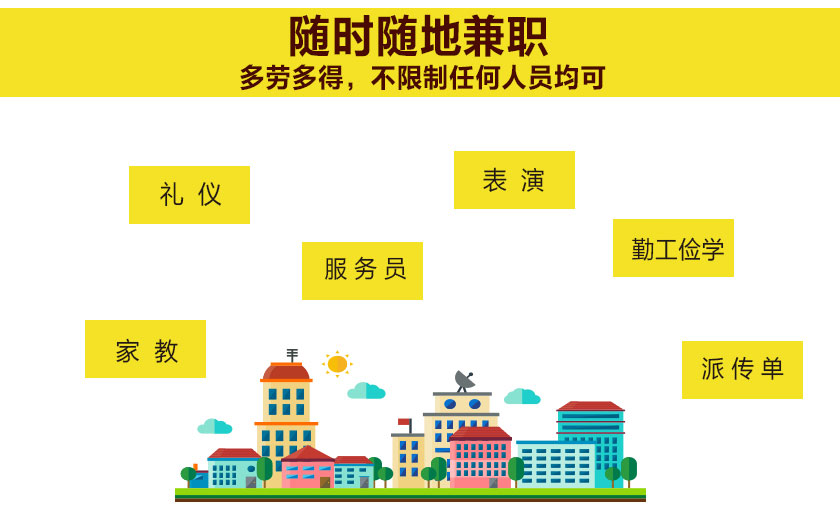 随时随地兼职
多劳多得，不限制任何人员均可
表演
礼仪
勤工俭学
服务员
家教
派传单